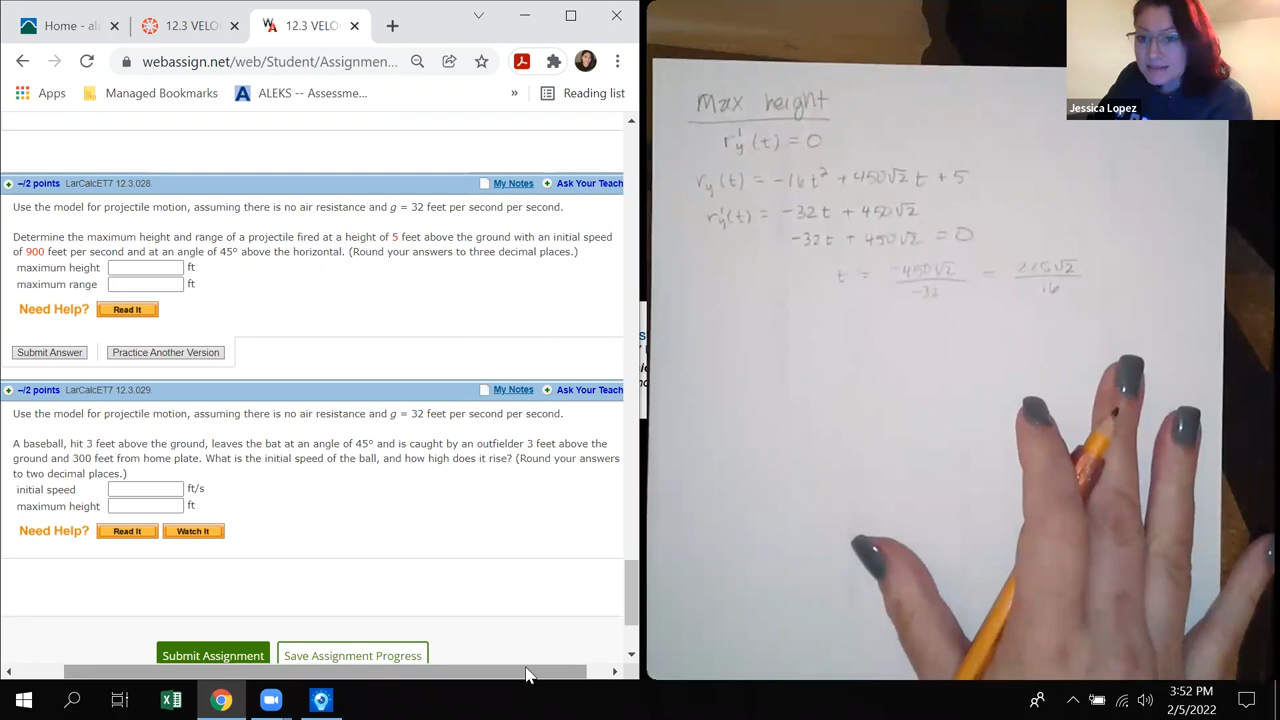 Home - ale
12.3 VELO
12.3 VELO
webassign.net/web/Student/Assignmen...
Apps
Managed Bookmarks
ALEKS -- Assessme...
»
Reading list
–/2 points LarCalcET7 12.3.028.
My Notes
Ask Your Teach
Use the model for projectile motion, assuming there is no air resistance and g = 32 feet per second per second.
Determine the maximum height and range of a projectile fired at a height of 5 feet above the ground with an initial speed
of 900 feet per second and at an angle of 45° above the horizontal. (Round your answers to three decimal places.)
maximum height ft
maximum range ft
Need Help? Read It
Submit Answer
Practice Another Version
–/2 points LarCalcET7 12.3.029.
My Notes
Ask Your Teach
Use the model for projectile motion, assuming there is no air resistance and g = 32 feet per second per second.
A baseball, hit 3 feet above the ground, leaves the bat at an angle of 45° and is caught by an outfielder 3 feet above the
ground and 300 feet from home plate. What is the initial speed of the ball, and how high does it rise? (Round your answers
to two decimal places.)
initial speed ft/s
maximum height ft
Need Help? Read It Watch It
Submit Assignment
Save Assignment Progress
3:52 PM
2/5/2022
Jessica Lopez
Max height
r_y'(t) = 0
r_y(t) = -16t² + 450√2 t + 5
r_y'(t) = -32t + 450√2
-32t + 450√2 = 0
t = -450√2/-32 = 225√2/16